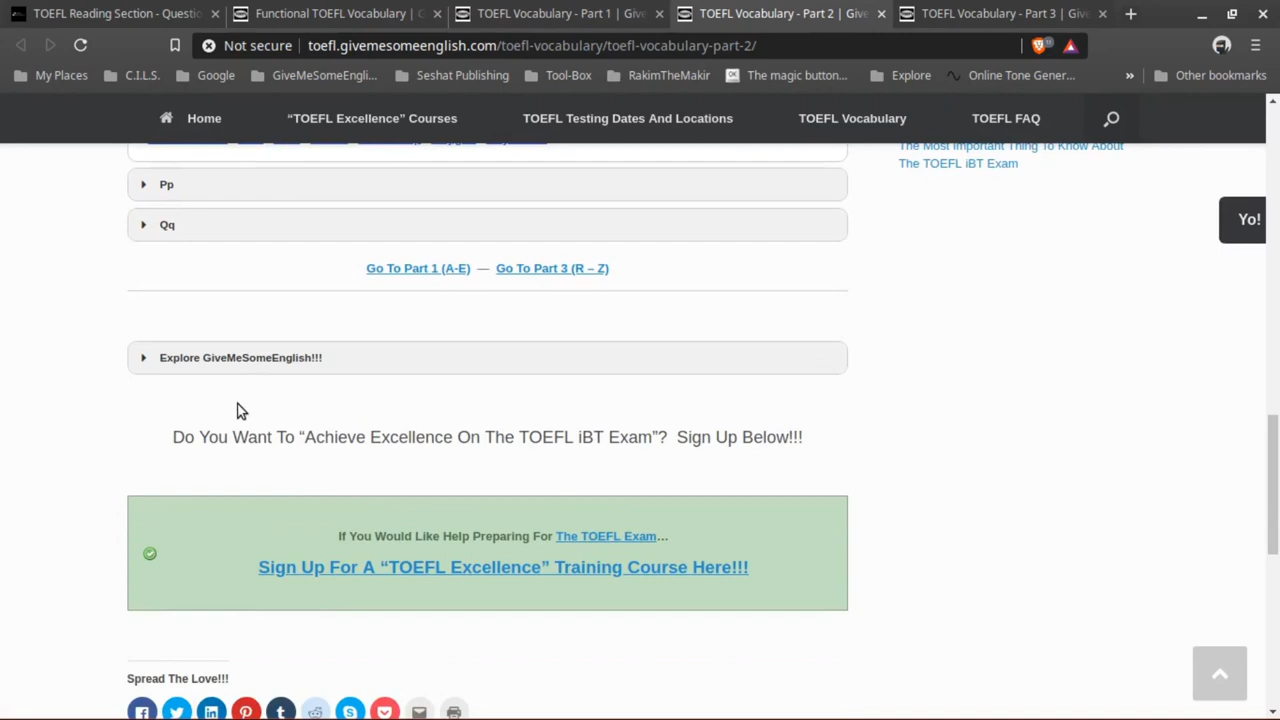 TOEFL Reading Section - Questio
Functional TOEFL Vocabulary | G
TOEFL Vocabulary - Part 1 | Give
TOEFL Vocabulary - Part 2 | Give
TOEFL Vocabulary - Part 3 | Giv
Not secure
toefl.givemesomeenglish.com/toefl-vocabulary/toefl-vocabulary-part-2/
My Places
C.I.L.S.
Google
GiveMeSomeEngli...
Seshat Publishing
Tool-Box
RakimTheMakir
The magic button...
Explore
Online Tone Gener...
»
Other bookmarks
Home
“TOEFL Excellence” Courses
TOEFL Testing Dates And Locations
TOEFL Vocabulary
TOEFL FAQ
The Most Important Thing To Know About
The TOEFL iBT Exam
Pp
Yo!
Qq
Go To Part 1 (A-E) — Go To Part 3 (R – Z)
Explore GiveMeSomeEnglish!!!
Do You Want To “Achieve Excellence On The TOEFL iBT Exam”? Sign Up Below!!!
If You Would Like Help Preparing For The TOEFL Exam…
Sign Up For A “TOEFL Excellence” Training Course Here!!!
Spread The Love!!!